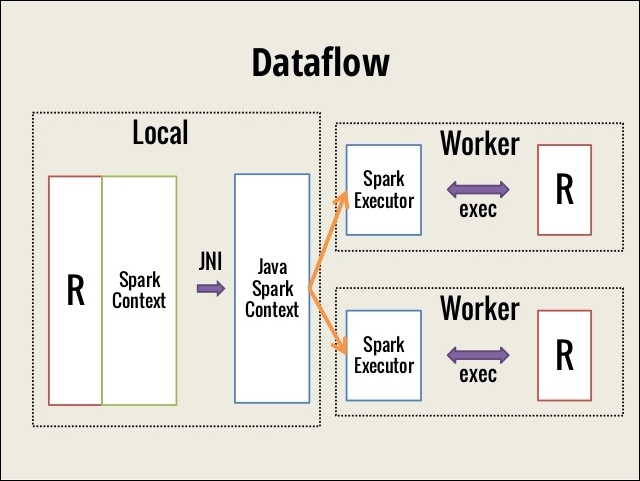 Dataflow
Local
R
Spark
Context
JNI
Java
Spark
Context
Worker
Spark
Executor
exec
R
Worker
Spark
Executor
exec
R